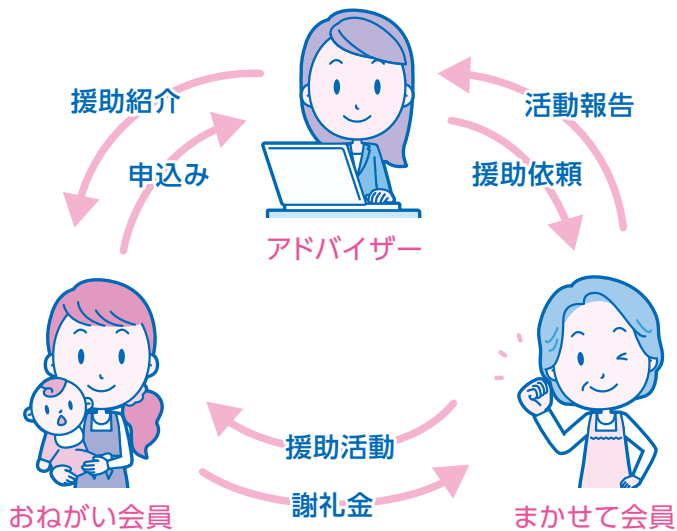 援助紹介
活動報告
申込み
援助依頼
アドバイザー
援助活動
謝礼金
おねがい会員
まかせて会員